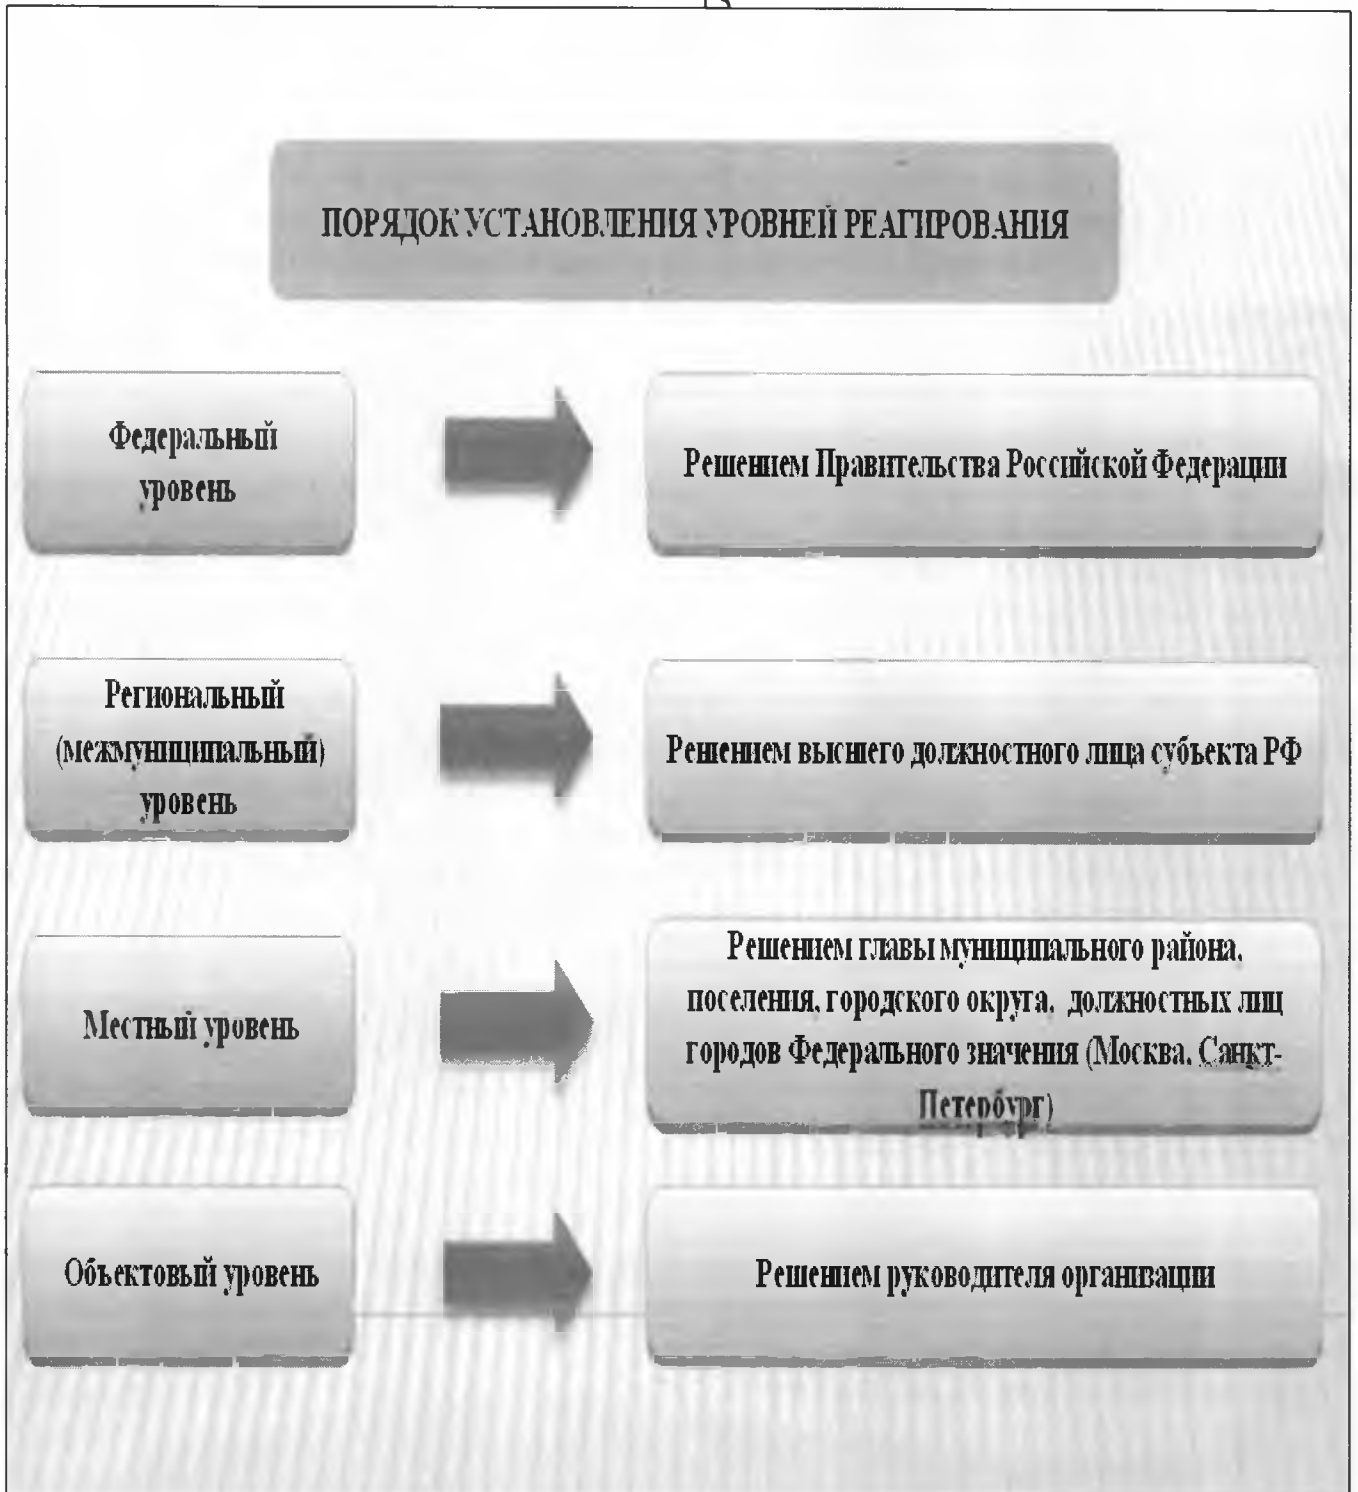 ПОРЯДОК УСТАНОВЛЕНИЯ УРОВНЕЙ РЕАГИРОВАНИЯ
Федеральный
уровень
Решением Правительства Российской Федерации
Региональный
(межмуниципальный)
уровень
Решением высшего должностного лица субъекта РФ
Местный уровень
Решением главы муниципального района,
поселения, городского округа, должностных лиц
городов Федерального значения (Москва, Санкт-
Петербург)
Объектовый уровень
Решением руководителя организации